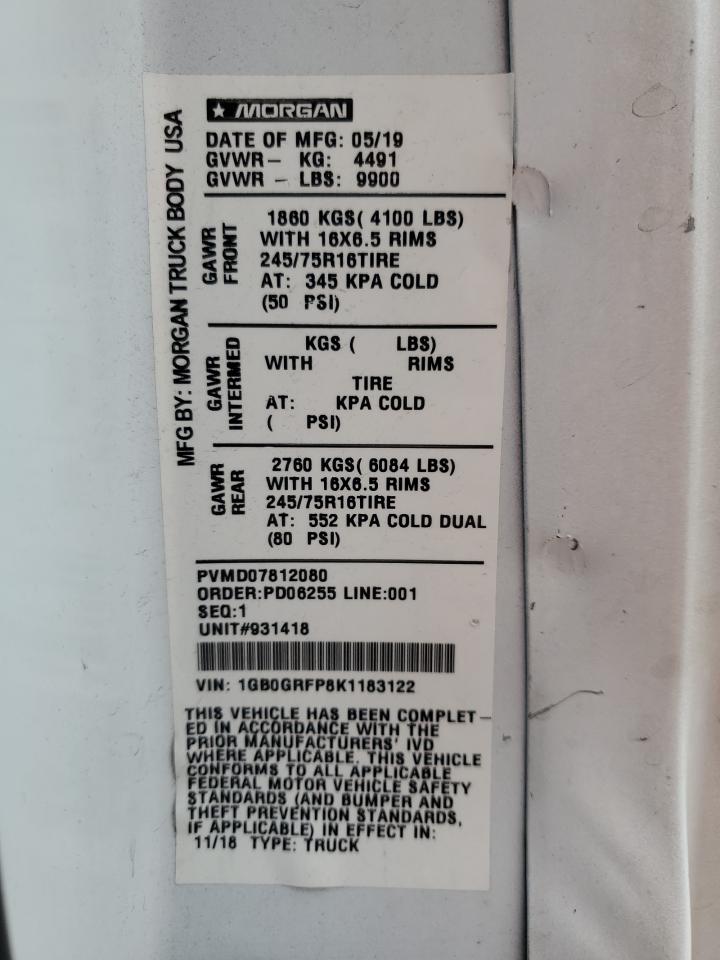 MORGAN
MFG BY: MORGAN TRUCK BODY USA
DATE OF MFG: 05/19
GVWR- KG: 4491
GVWR - LBS: 9900
GAWR
FRONT
1860 KGS( 4100 LBS)
WITH 16X6.5 RIMS
245/75R16TIRE
AT: 345 KPA COLD
(50 PSI)
GAWR
INTERMED
KGS ( LBS)
WITH RIMS
TIRE
AT: KPA COLD
( PSI)
GAWR
REAR
2760 KGS( 6084 LBS)
WITH 16X6.5 RIMS
245/75R16TIRE
AT: 552 KPA COLD DUAL
(80 PSI)
PVMD07812080
ORDER:PD06255 LINE:001
SEQ:1
UNIT#931418
VIN: 1GB0GRFP8K1183122
THIS VEHICLE HAS BEEN COMPLET-
ED IN ACCORDANCE WITH THE
PRIOR MANUFACTURERS' IVD
WHERE APPLICABLE. THIS VEHICLE
CONFORMS TO ALL APPLICABLE
FEDERAL MOTOR VEHICLE SAFETY
STANDARDS (AND BUMPER AND
THEFT PREVENTION STANDARDS,
IF APPLICABLE) IN EFFECT IN:
11/18 TYPE: TRUCK